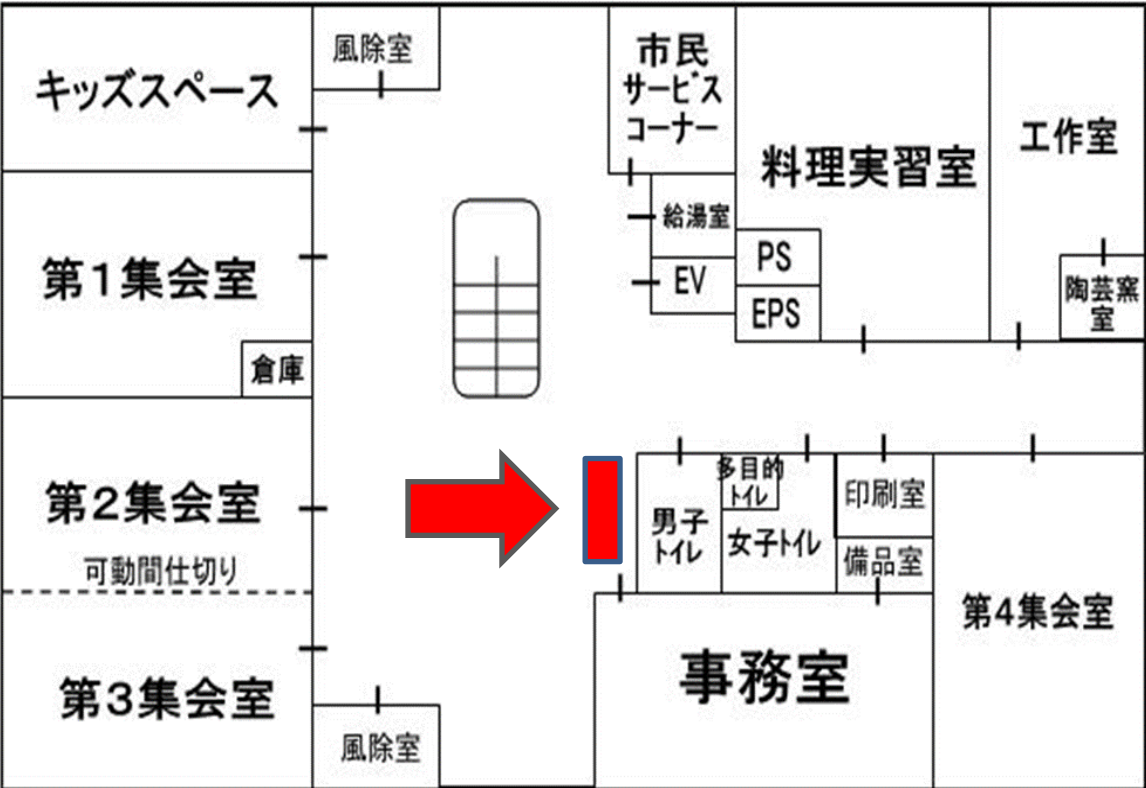 風除室
キッズスペース
市民
サービス
コーナー
料理実習室
工作室
給湯室
第1集会室
PS
EV
EPS
陶芸窯
室
倉庫
第2集会室
多目的
トイレ
印刷室
男子
トイレ
女子トイレ
備品室
可動間仕切り
第4集会室
第3集会室
事務室
風除室